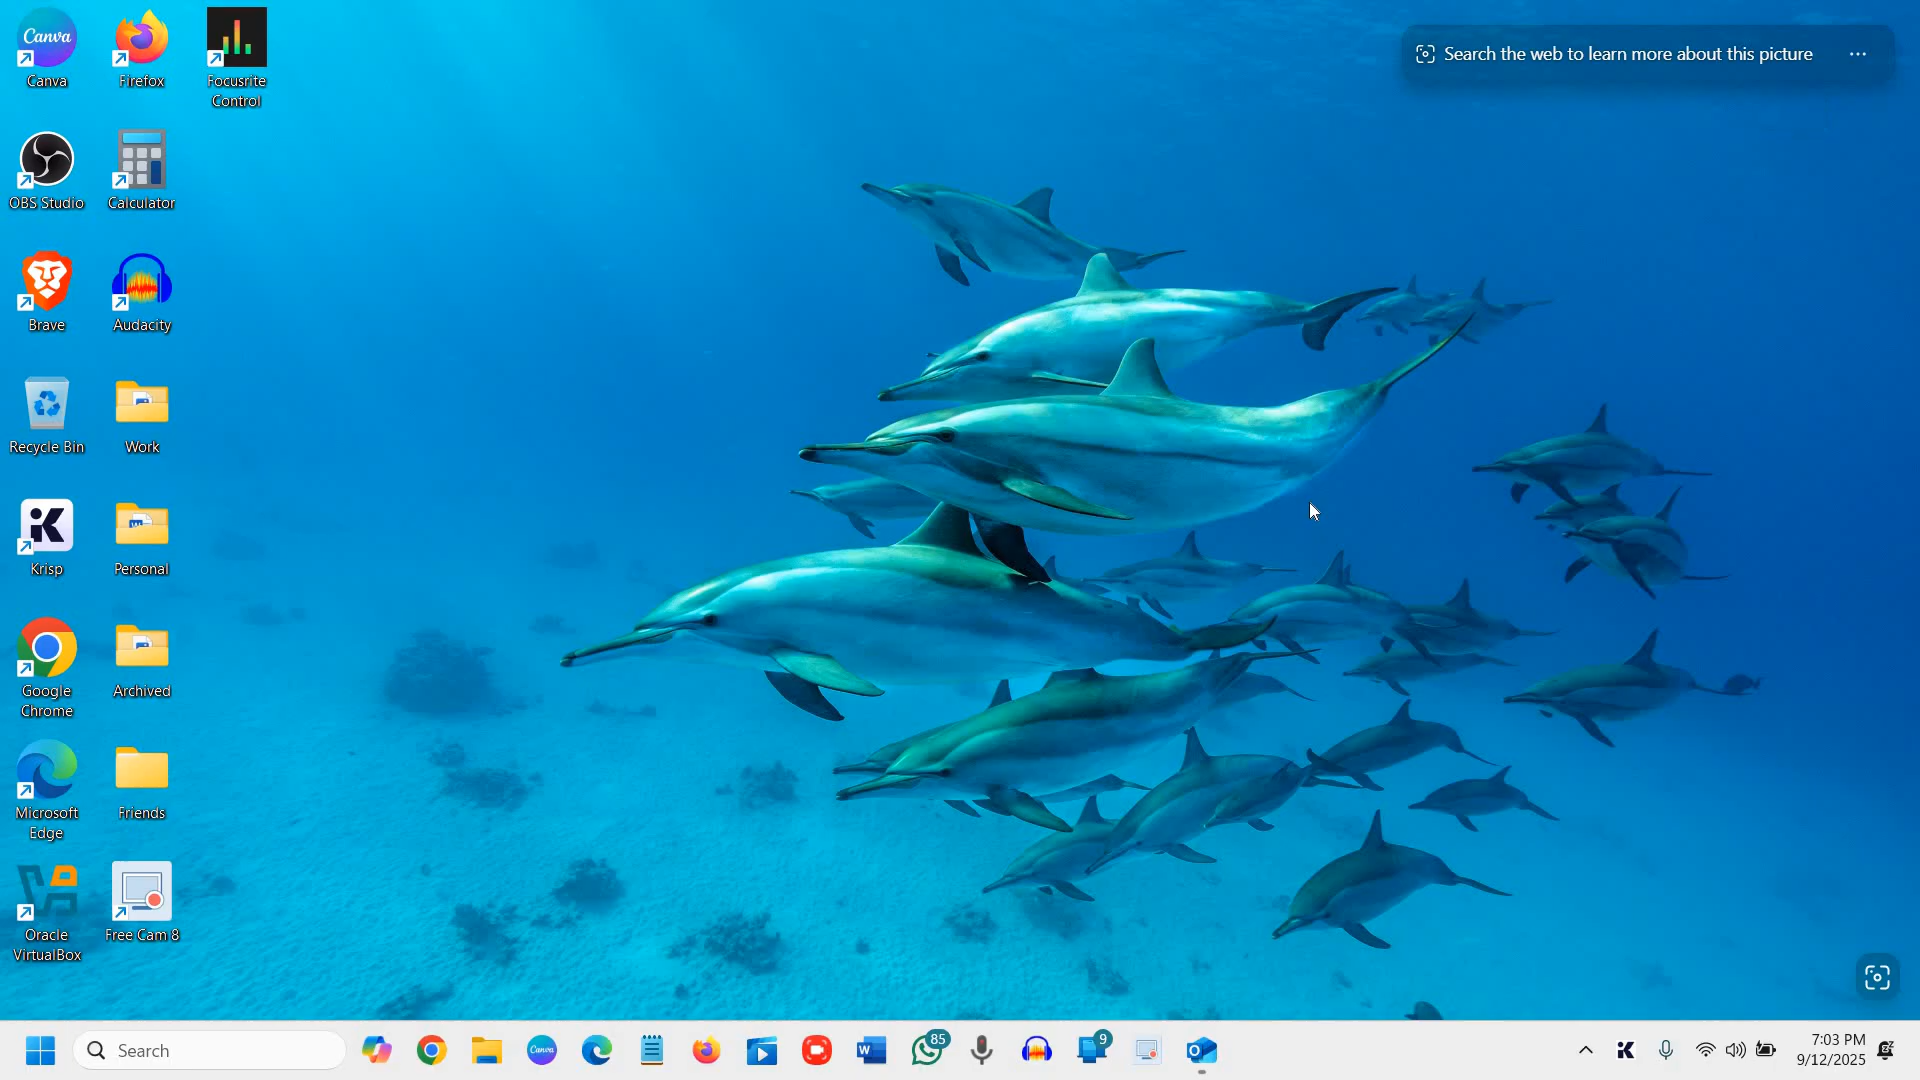 Canva
Canva
Firefox
Focusrite
Control
OBS Studio
Calculator
Brave
Audacity
Recycle Bin
Work
Krisp
Personal
Google
Chrome
Archived
Microsoft
Edge
Friends
Oracle
VirtualBox
Free Cam 8
Search the web to learn more about this picture
Search
Canva
85
9
7:03 PM
9/12/2025